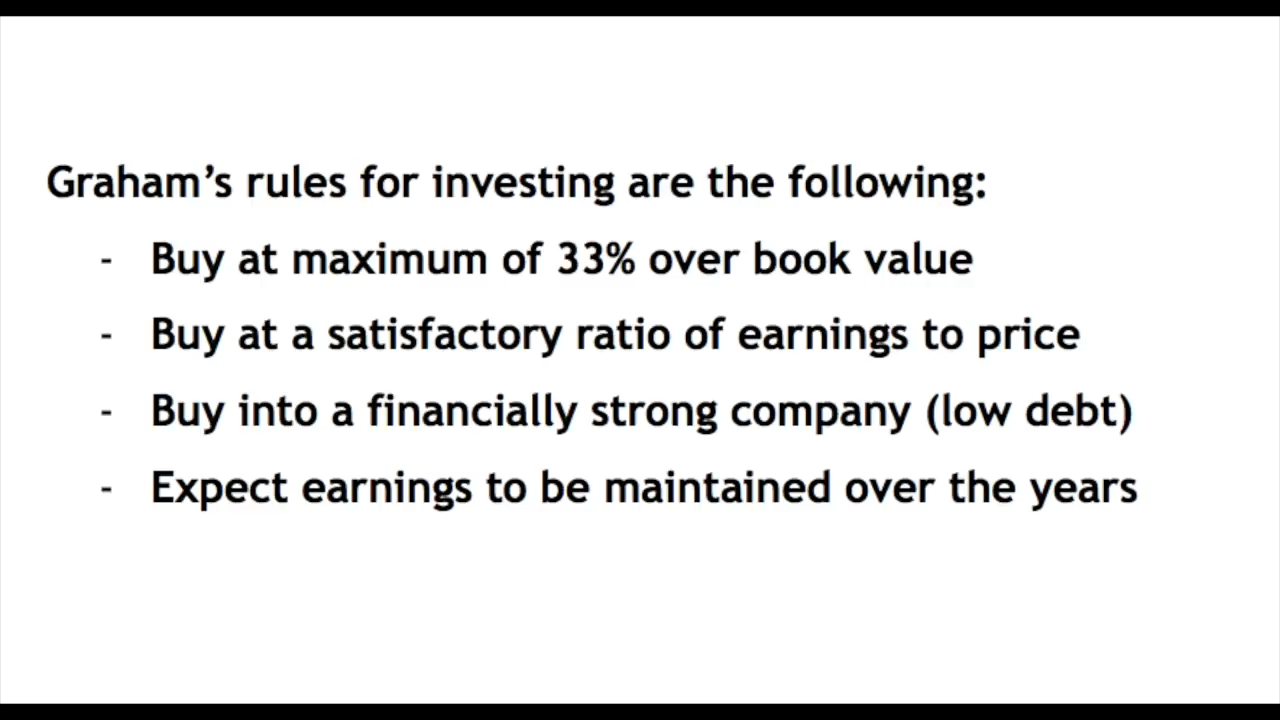 Graham’s rules for investing are the following:
- Buy at maximum of 33% over book value
- Buy at a satisfactory ratio of earnings to price
- Buy into a financially strong company (low debt)
- Expect earnings to be maintained over the years